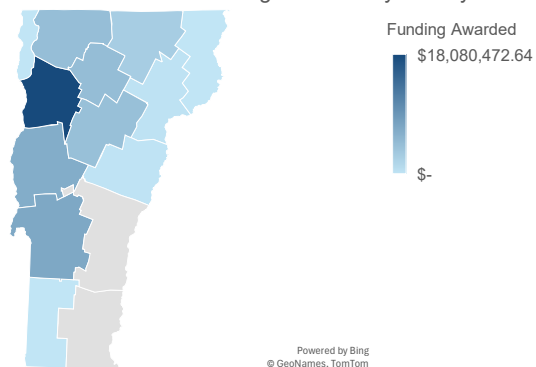 Funding Awarded
$18,080,472.64
$-
Powered by Bing
© GeoNames, TomTom